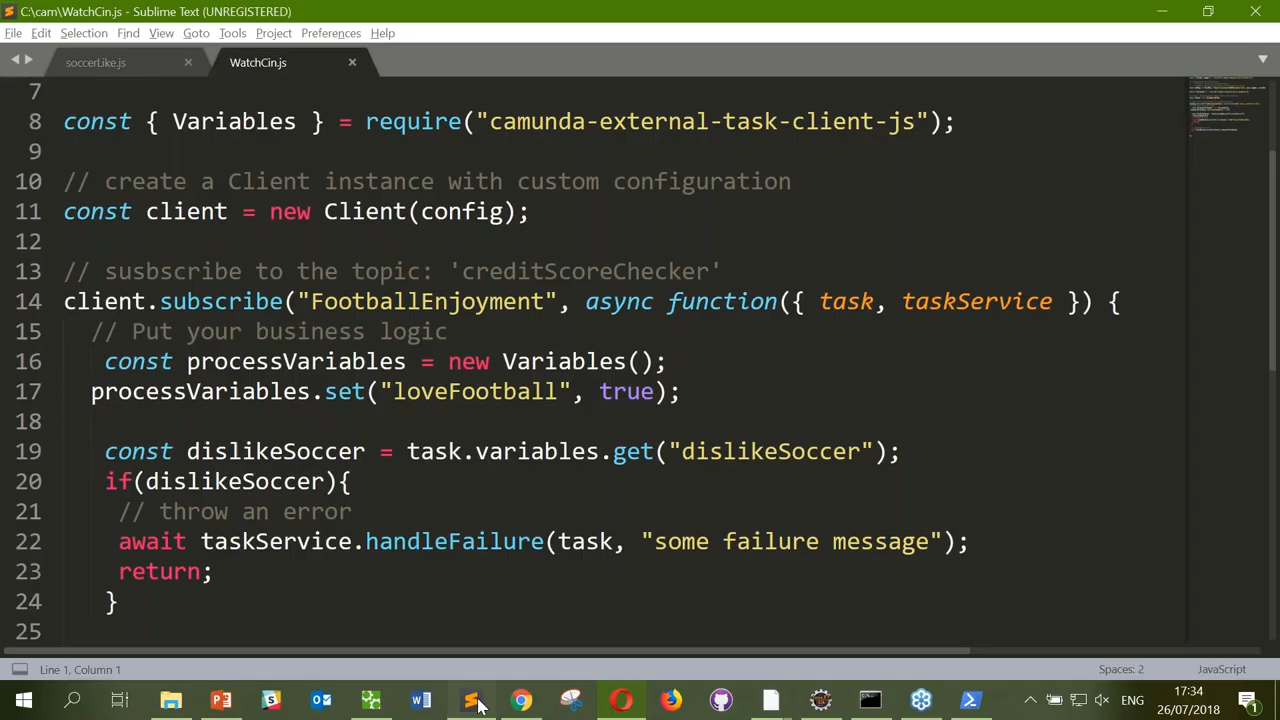 C:\cam\WatchCin.js - Sublime Text (UNREGISTERED)
File Edit Selection Find View Goto Tools Project Preferences Help
soccerLike.js WatchCin.js
7
8 const { Variables } = require("camunda-external-task-client-js");
9
10 // create a Client instance with custom configuration
11 const client = new Client(config);
12
13 // susbscribe to the topic: 'creditScoreChecker'
14 client.subscribe("FootballEnjoyment", async function({ task, taskService }) {
15 // Put your business logic
16 const processVariables = new Variables();
17 processVariables.set("loveFootball", true);
18
19 const dislikeSoccer = task.variables.get("dislikeSoccer");
20 if(dislikeSoccer){
21 // throw an error
22 await taskService.handleFailure(task, "some failure message");
23 return;
24 }
25
Line 1, Column 1 Spaces: 2 JavaScript
ENG
17:34
26/07/2018
1